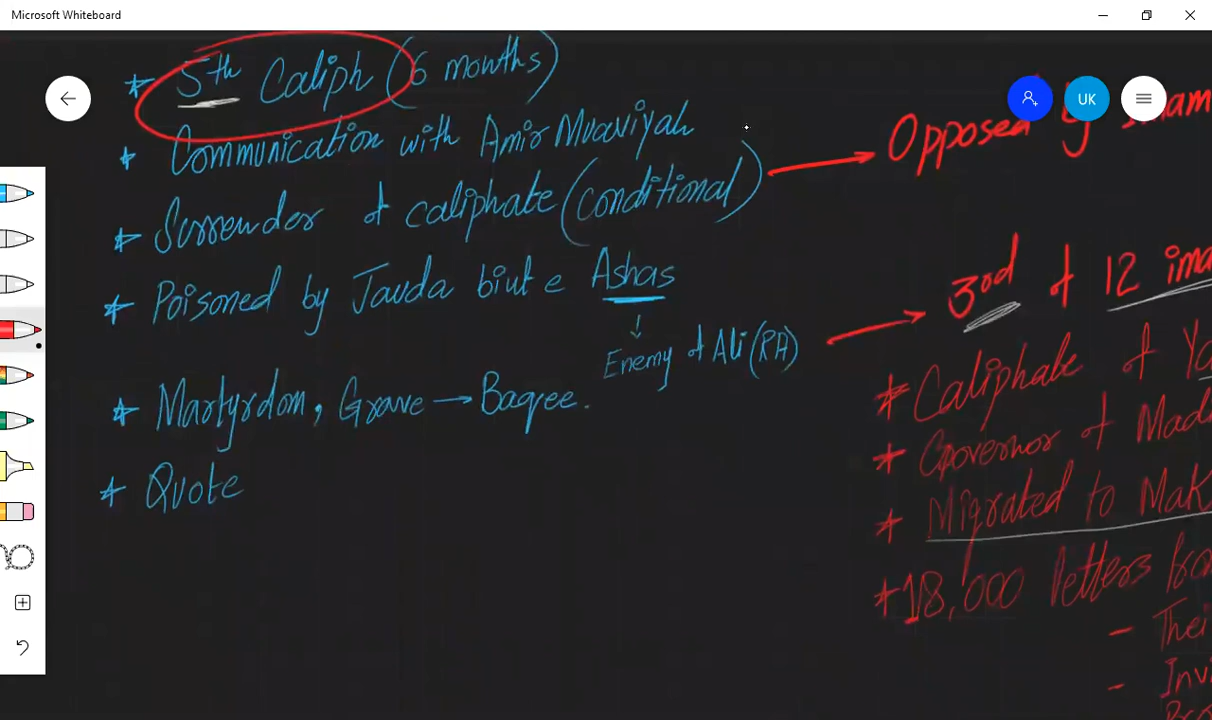 Microsoft Whiteboard
UK
* 5th Caliph (6 months)
* Communication with Amir Muaviyah
* Surrender of caliphate (conditional)
* Poisoned by Jauda bint e Ashas
Enemy of Ali (RA)
* Martyrdom, Grave → Baqee.
* Quote
Opposed
3rd of 12
* Caliphate of
* Governor of
* Migrated to
* 18,000 letters
-
-